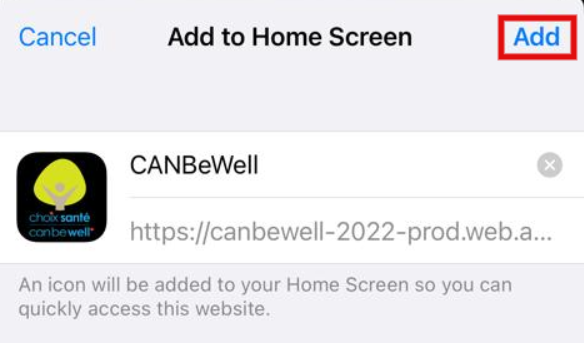 Cancel Add to Home Screen Add
CANBeWell
choix santé
canbewell
https://canbewell-2022-prod.web.a...
An icon will be added to your Home Screen so you can
quickly access this website.